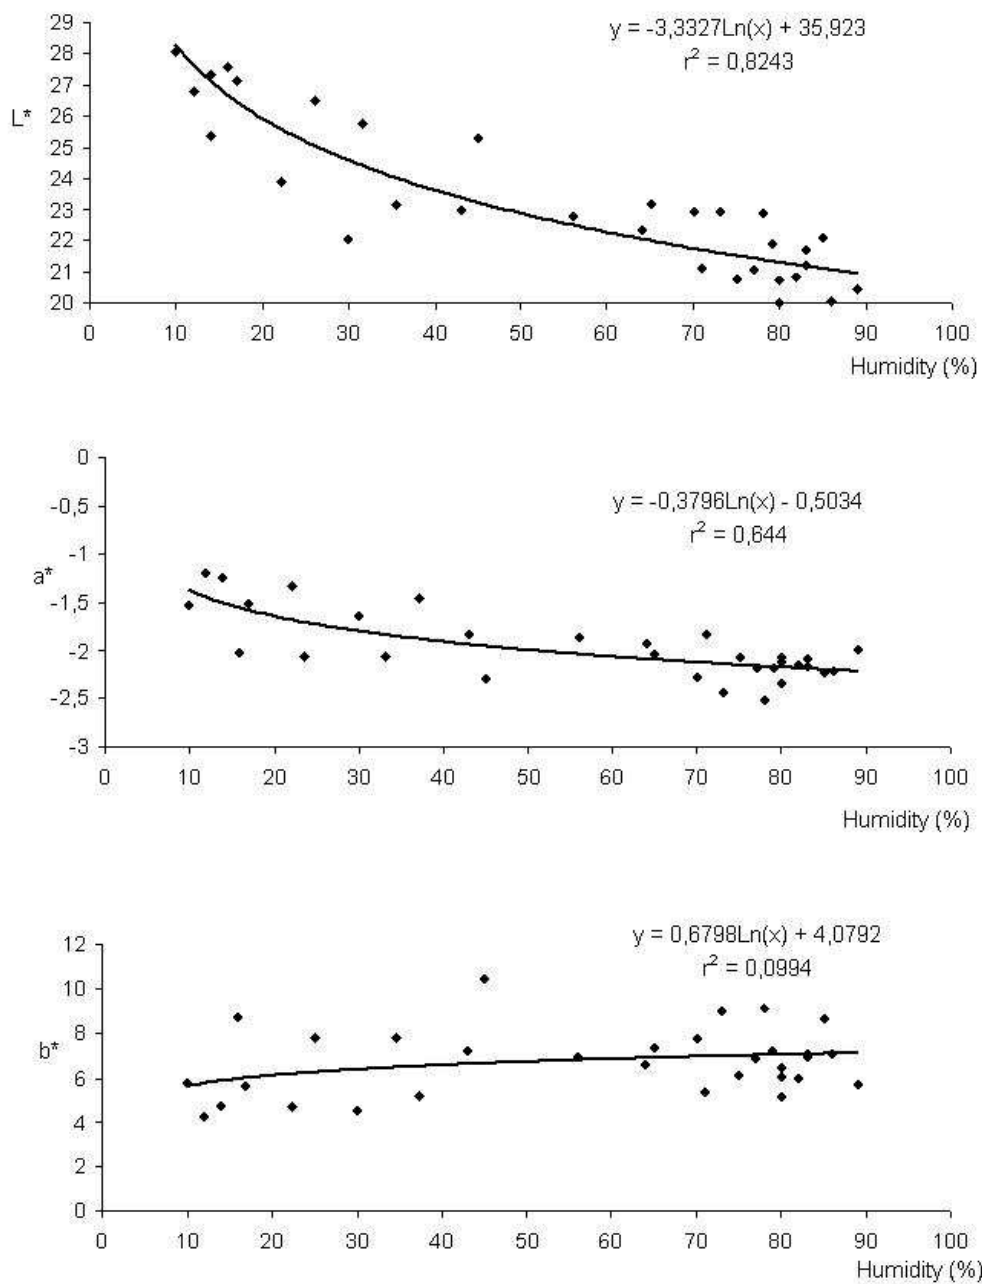 y = -3,3327Ln(x) + 35,923
r² = 0,8243
29
28
27
26
25
24
23
22
21
20
L*
0 10 20 30 40 50 60 70 80 90 100
Humidity (%)
y = -0,3796Ln(x) - 0,5034
r² = 0,644
0
-0,5
-1
-1,5
-2
-2,5
-3
a*
0 10 20 30 40 50 60 70 80 90 100
Humidity (%)
y = 0,6798Ln(x) + 4,0792
r² = 0,0994
12
10
8
6
4
2
0
b*
0 10 20 30 40 50 60 70 80 90 100
Humidity (%)